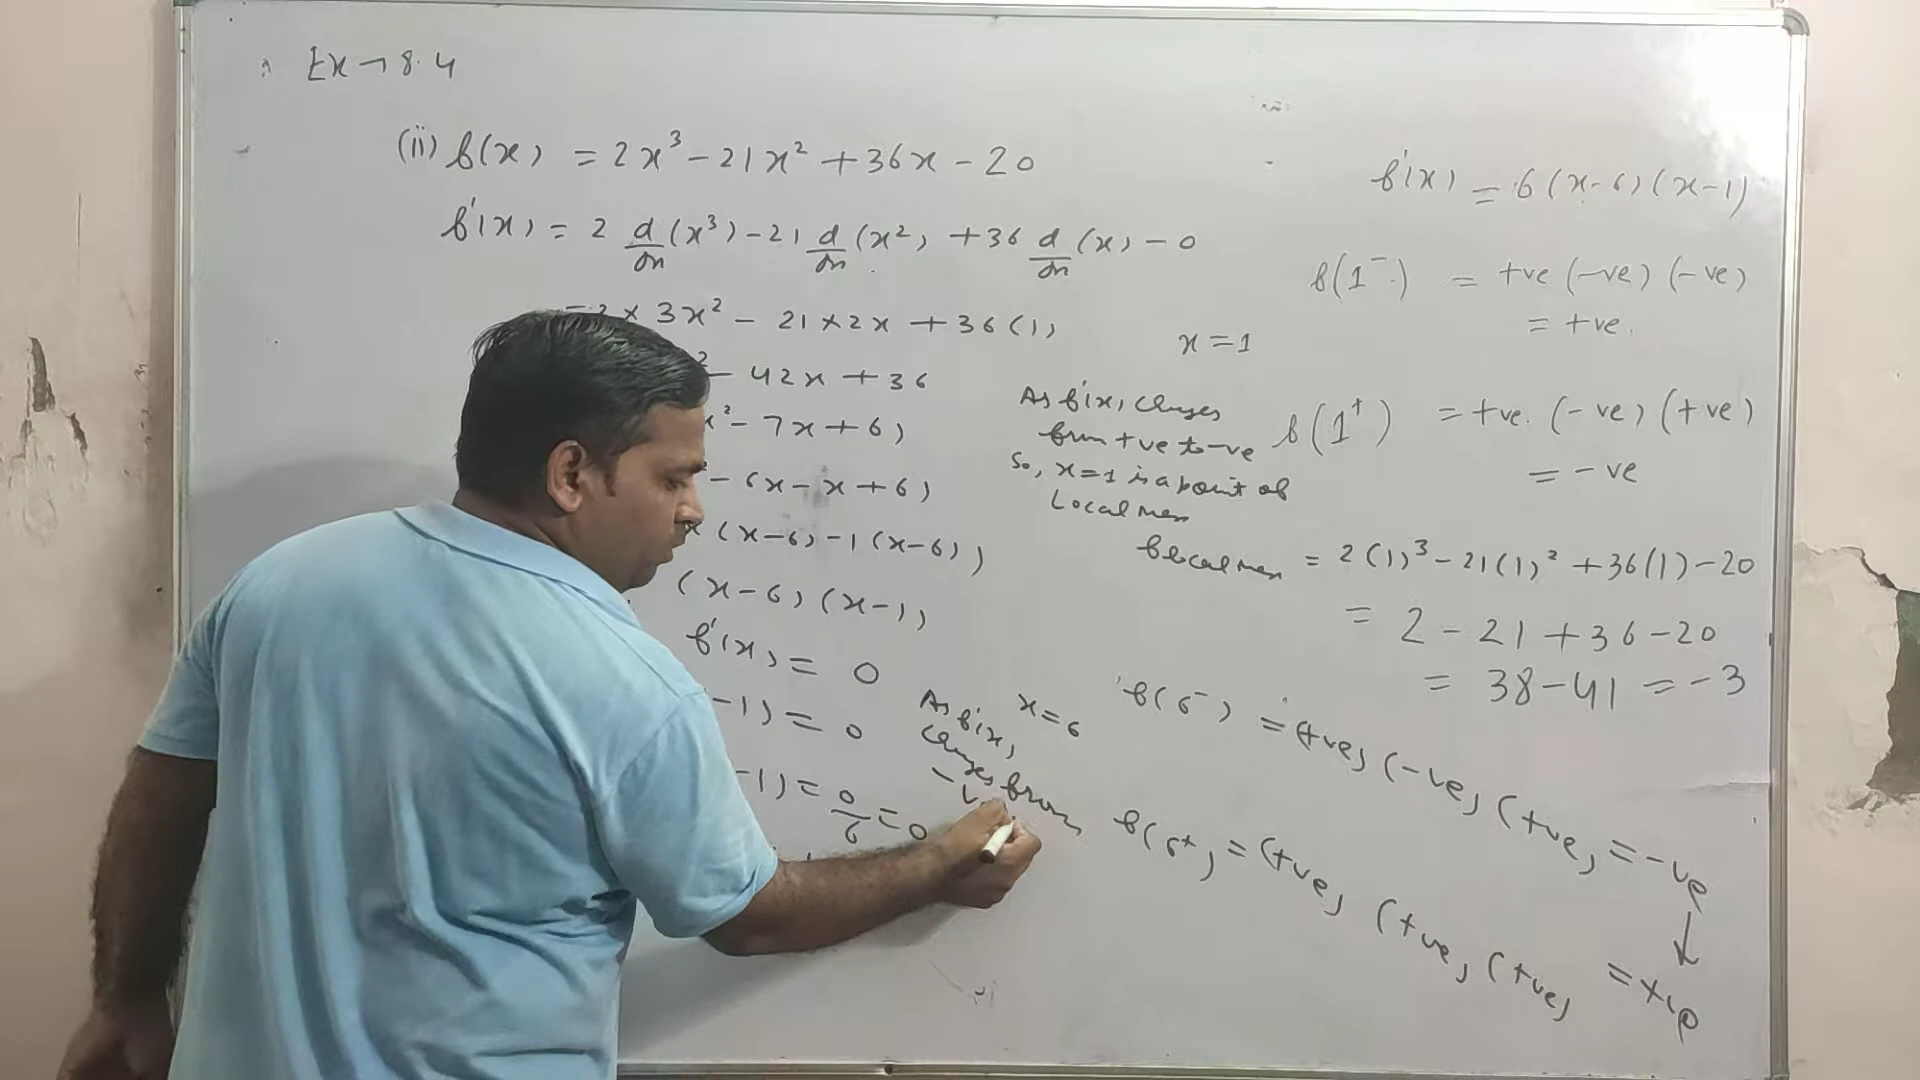 Ex → 8.4
(ii) f(x) = 2x³ - 21x² + 36x - 20
f'(x) = 2 d/dx (x³) - 21 d/dx (x²) + 36 d/dx (x) - 0
= 2 × 3x² - 21 × 2x + 36(1)
² - 42x + 36
x² - 7x + 6)
² - 6x - x + 6)
x(x-6) - 1(x-6))
(x-6)(x-1)
f'(x) = 0
-1) = 0
-1) = 0/6 = 0
f'(x) = 6(x-6)(x-1)
f(1⁻) = +ve (-ve) (-ve)
= +ve.
x = 1
f(1⁺) = +ve. (-ve) (+ve)
= -ve
As f'(x) changes
from +ve to -ve
So, x=1 is a point of
Local max
f local max = 2(1)³ - 21(1)² + 36(1) - 20
= 2 - 21 + 36 - 20
= 38 - 41 = -3
x = 6
f(6⁻) = (+ve) (-ve) (+ve) = -ve
f(6⁺) = (+ve) (+ve) (+ve) = +ve
As f'(x)
changes from
-v